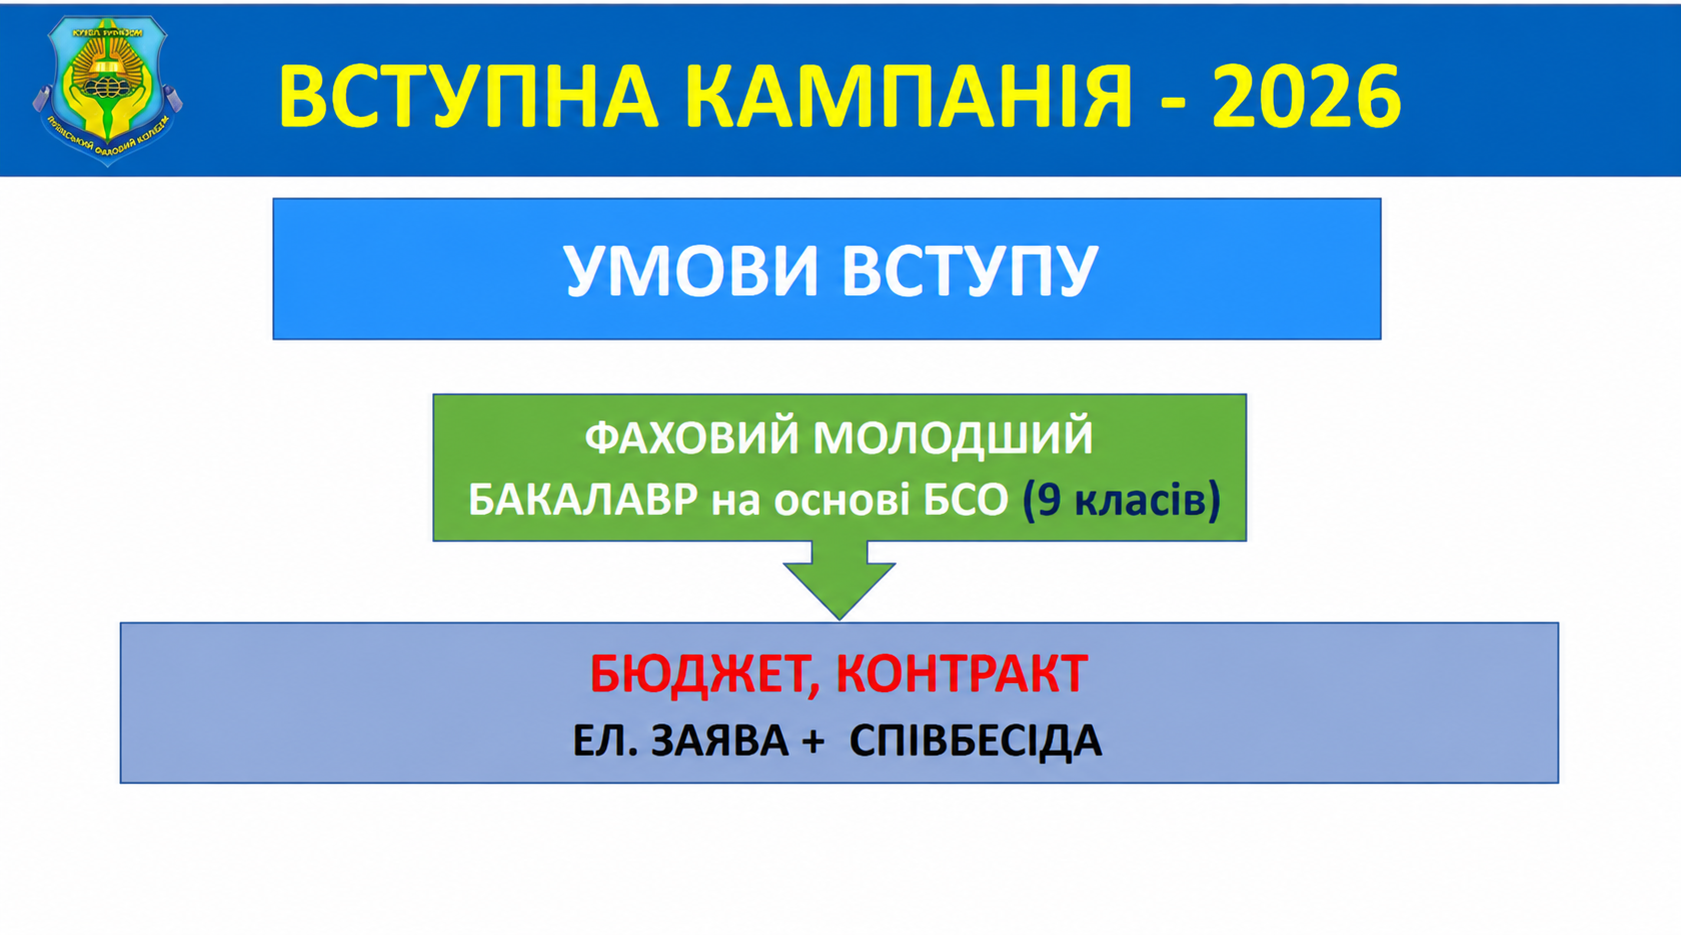 ВСТУПНА КАМПАНІЯ - 2026
УМОВИ ВСТУПУ
ФАХОВИЙ МОЛОДШИЙ
БАКАЛАВР на основі БСО (9 класів)
БЮДЖЕТ, КОНТРАКТ
ЕЛ. ЗАЯВА + СПІВБЕСІДА